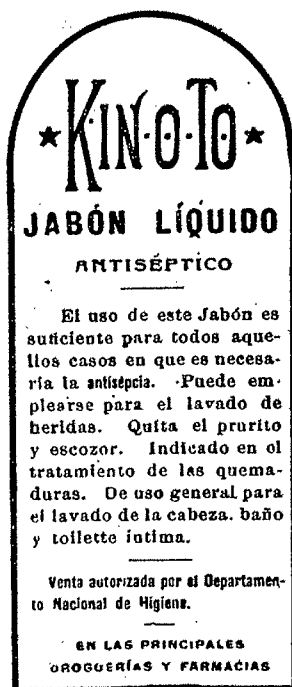 ★ KIN·O·TO ★
JABÓN LÍQUIDO
ANTISÉPTICO
El uso de este Jabón es
suficiente para todos aque-
llos casos en que es necesa-
ria la antisépcia. Puede em-
plearse para el lavado de
heridas. Quita el prurito
y escozor. Indicado en el
tratamiento de las quema-
duras. De uso general para
el lavado de la cabeza. baño
y toilette íntima.
Venta autorizada por el Departamen-
to Nacional de Higiene.
EN LAS PRINCIPALES
DROGUERÍAS Y FARMACIAS